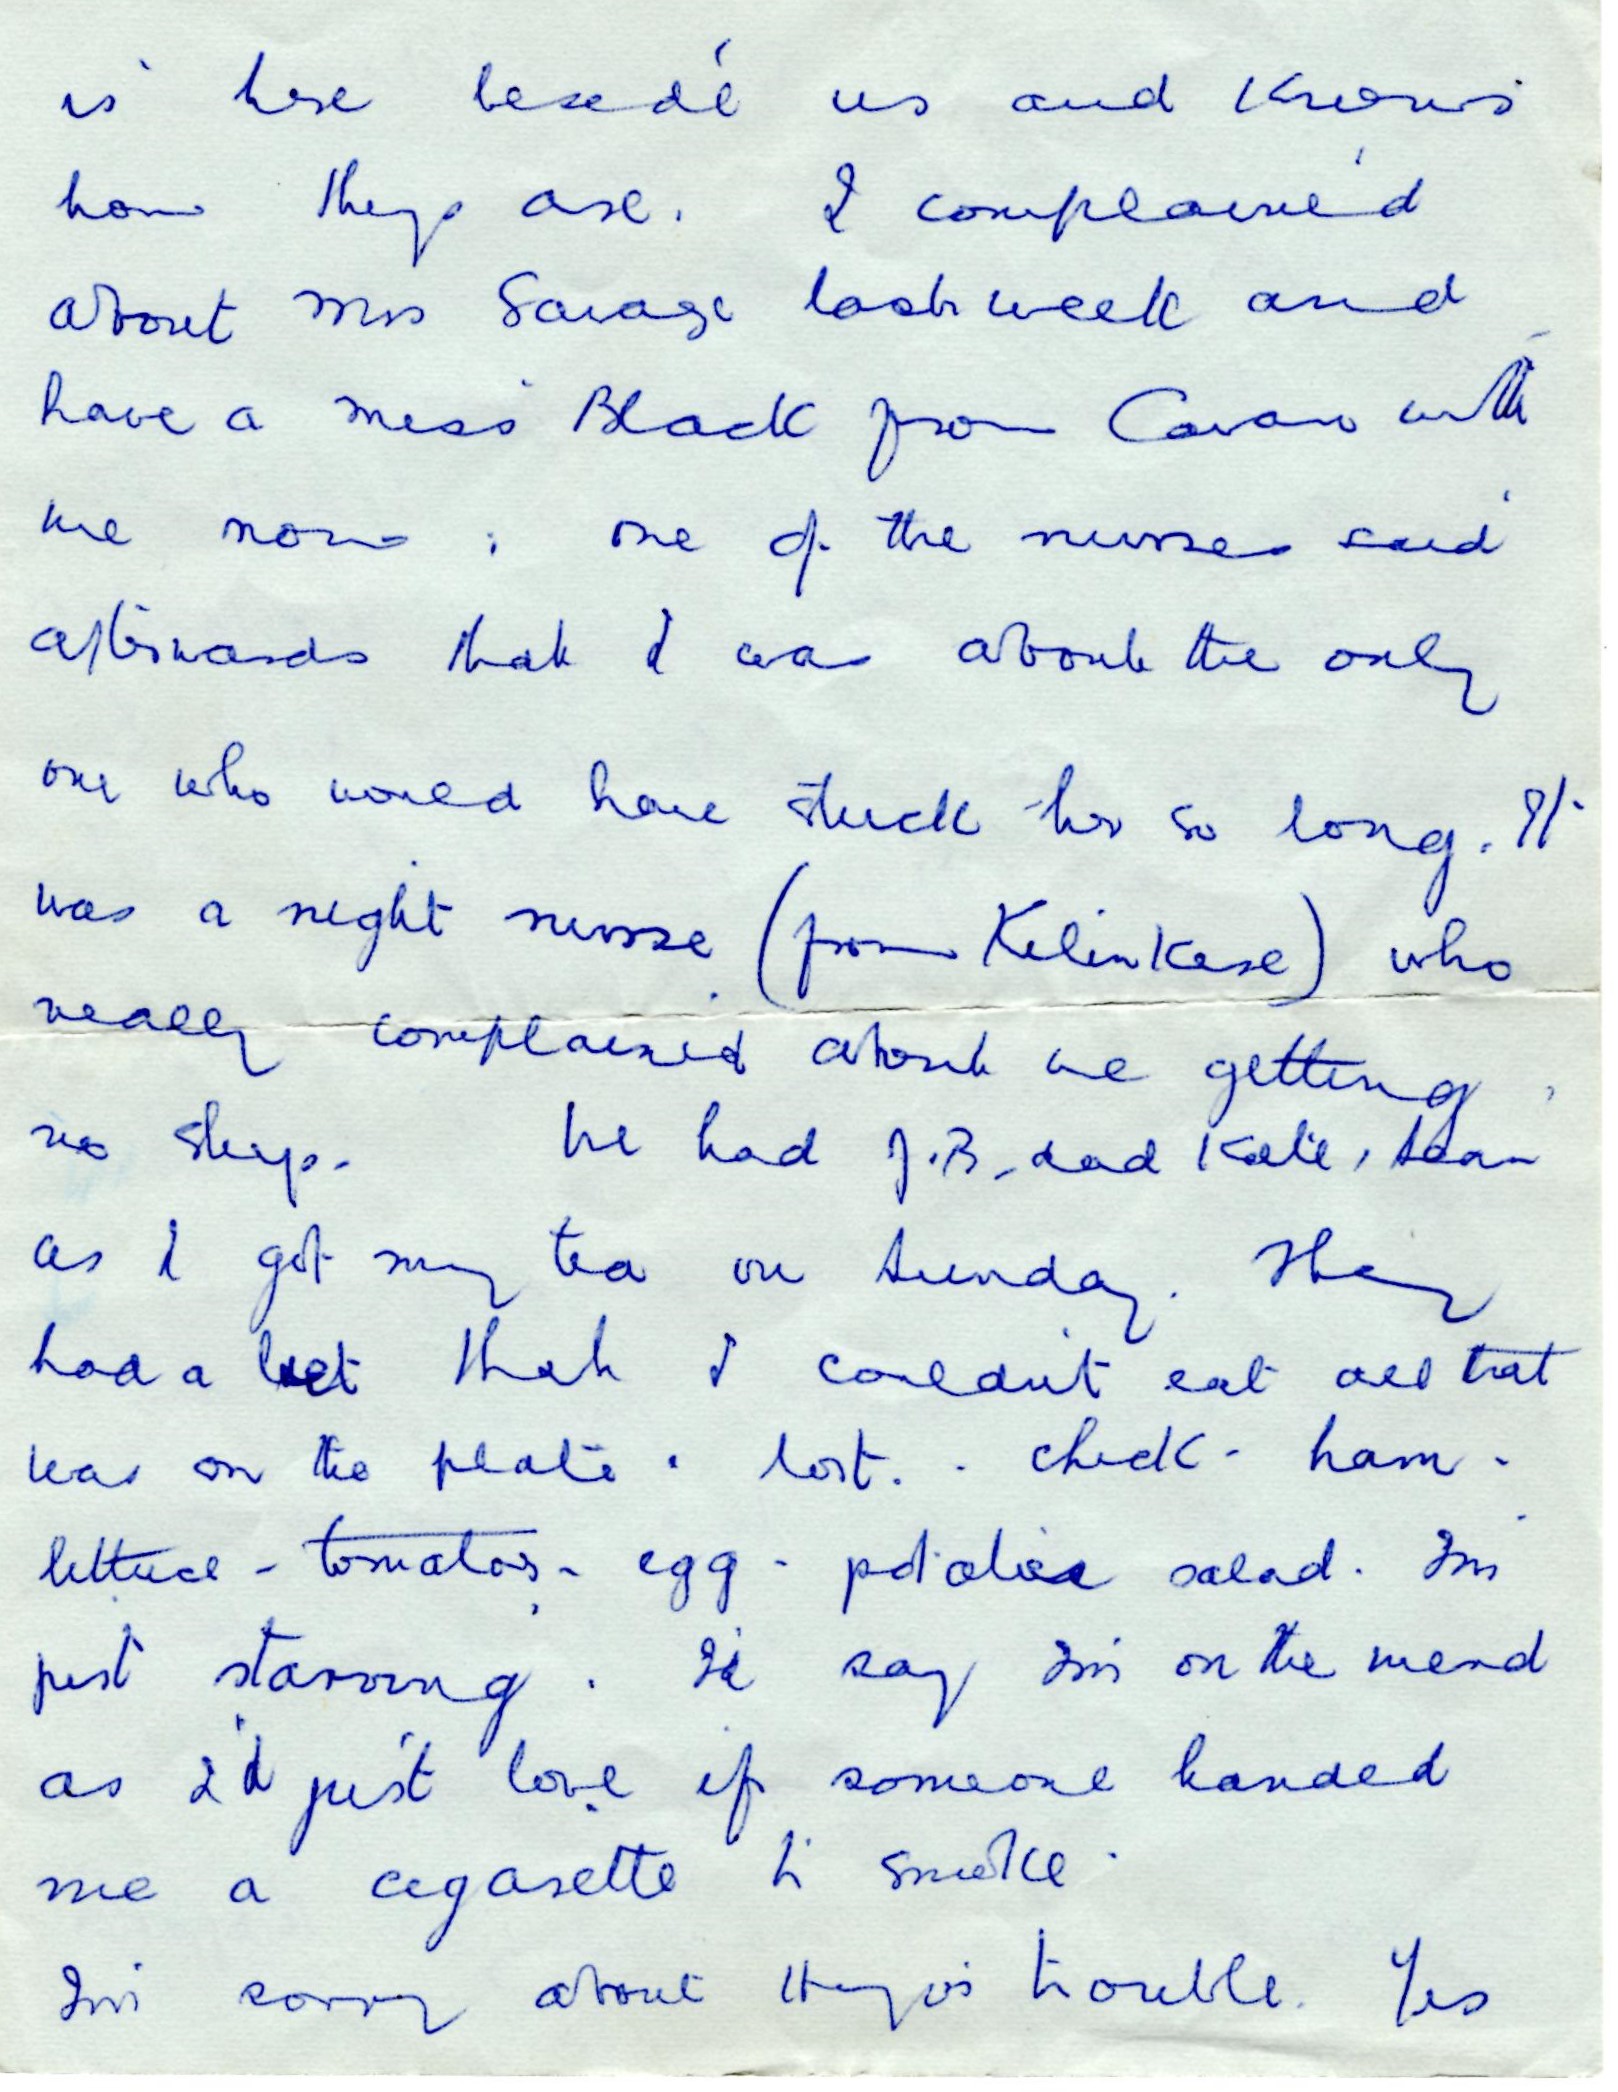 is here beside us and knows
how they are. I complained
about Mrs Savage last week and
have a Miss Black from Cavan with
me now; one of the nurses said
afterwards that I was about the only
one who would have stuck her so long. It
was a night nurse (from Kilinkere) who
really complained about me getting
no sleep. We had J.B. dad Kate, Sean
as I got my tea on Sunday. They
had a bet that I couldn't eat all that
was on the plate. lost. - chick - ham -
lettuce - tomatoes - egg - potatoe salad. I'm
just starving. I'd say I'm on the mend
as I'd just love if someone handed
me a cigarette to smoke.
I'm sorry about trouble. Yes